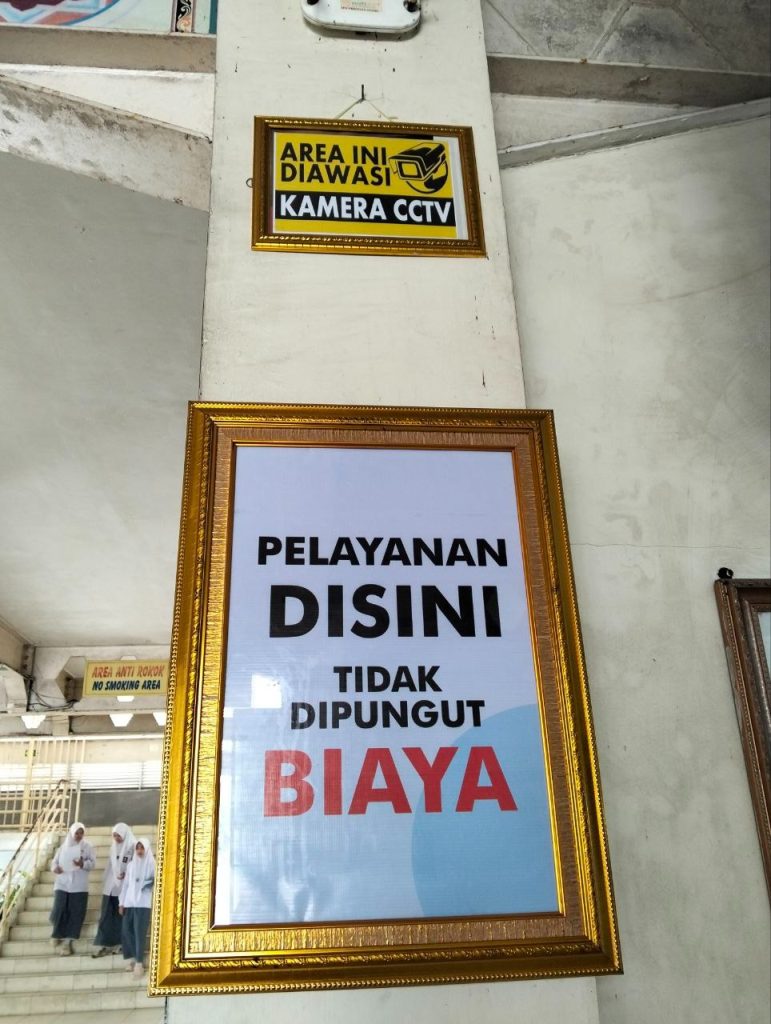 AREA INI
DIAWASI
KAMERA CCTV
PELAYANAN
DISINI
TIDAK
DIPUNGUT
BIAYA
AREA ANTI ROKOK
NO SMOKING AREA